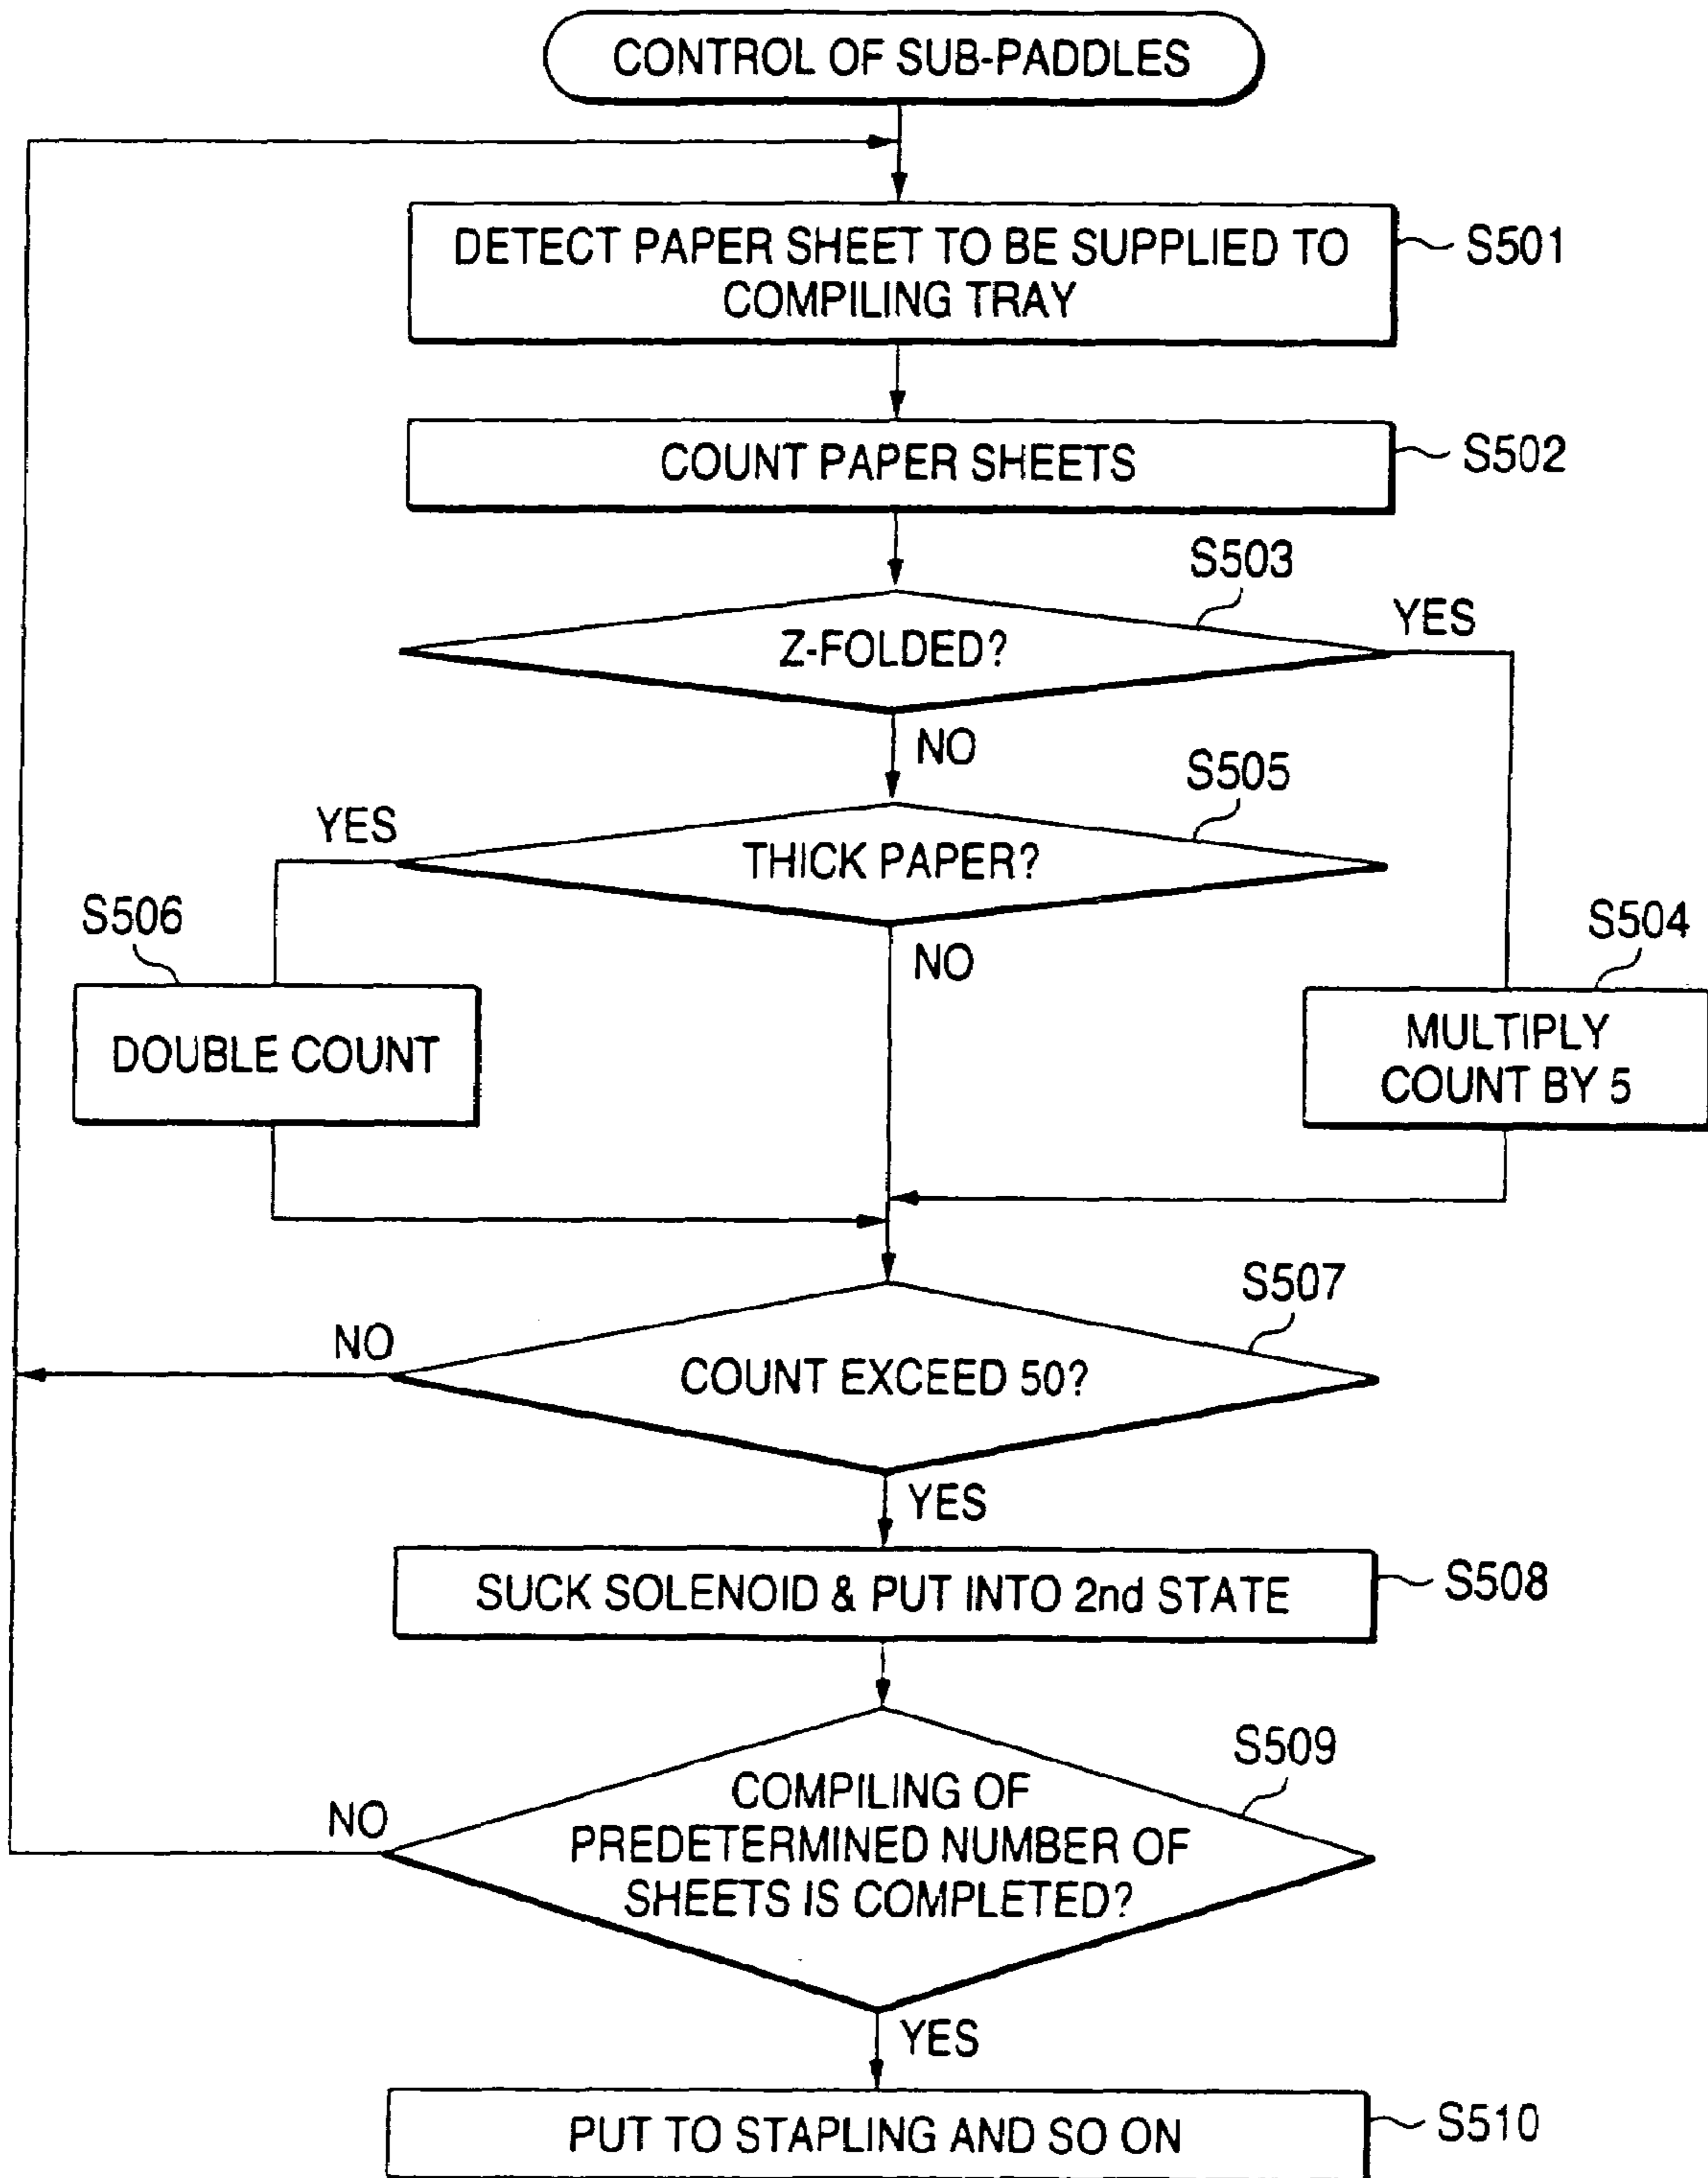 CONTROL OF SUB-PADDLES
DETECT PAPER SHEET TO BE SUPPLIED TO
COMPILING TRAY
S501
COUNT PAPER SHEETS
S502
S503
Z-FOLDED?
YES
NO
S505
YES
THICK PAPER?
NO
S506
DOUBLE COUNT
S504
MULTIPLY
COUNT BY 5
S507
NO
COUNT EXCEED 50?
YES
SUCK SOLENOID & PUT INTO 2nd STATE
S508
S509
NO
COMPILING OF
PREDETERMINED NUMBER OF
SHEETS IS COMPLETED?
YES
PUT TO STAPLING AND SO ON
S510